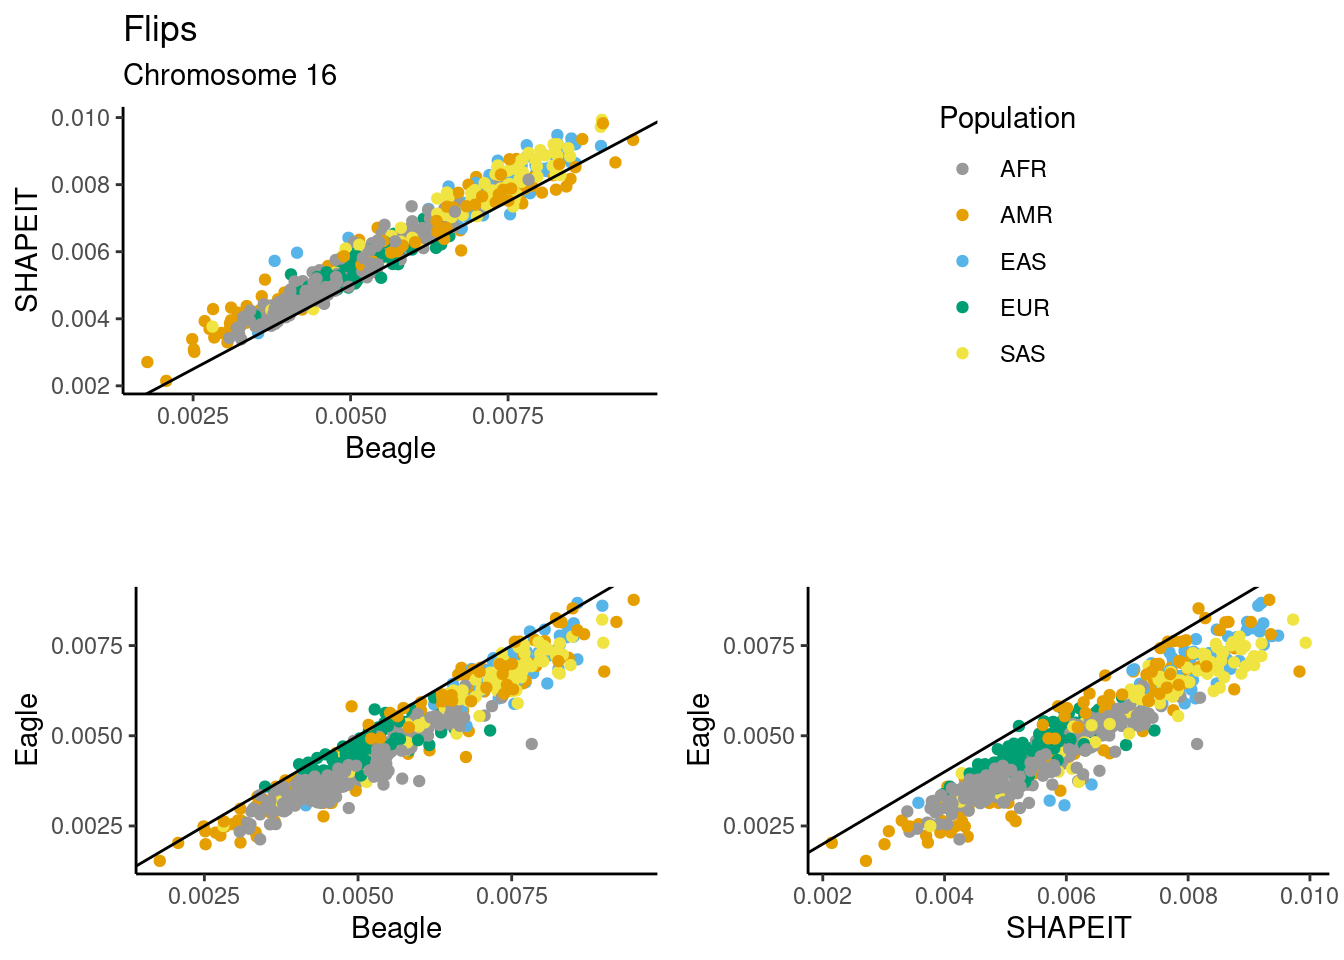 Flips
Chromosome 16
0.010
0.008
0.006
0.004
0.002
SHAPEIT
0.0025 0.0050 0.0075
Beagle
Population
AFR
AMR
EAS
EUR
SAS
0.0075
0.0050
0.0025
Eagle
0.0025 0.0050 0.0075
Beagle
0.0075
0.0050
0.0025
Eagle
0.002 0.004 0.006 0.008 0.010
SHAPEIT